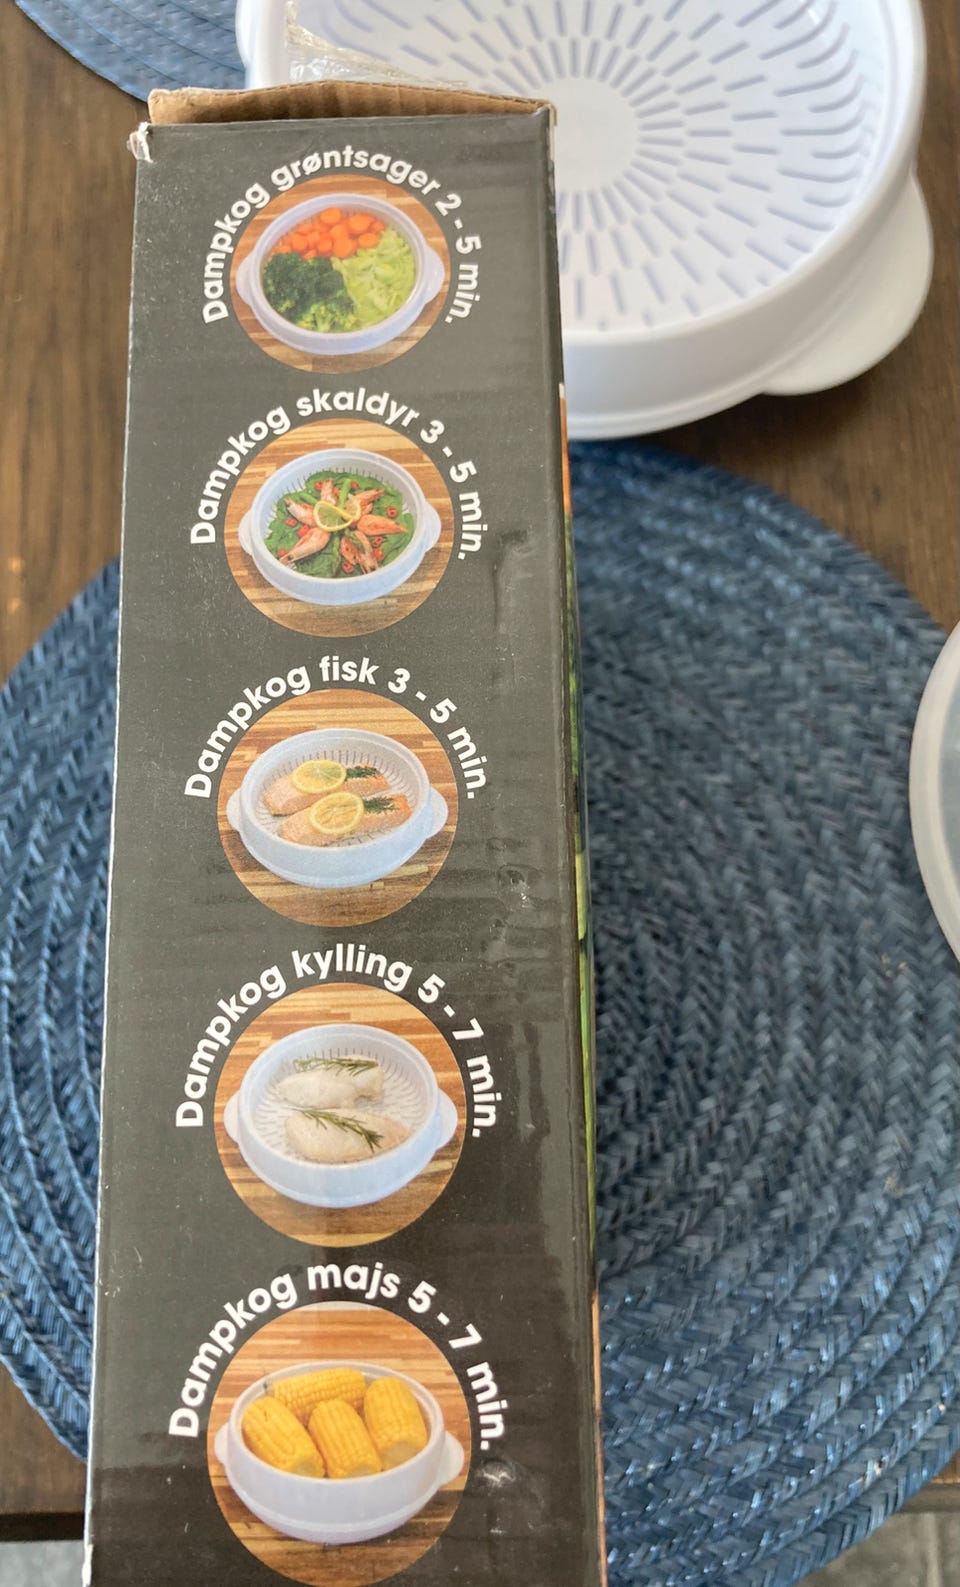 Dampkog grøntsager 2 - 5 min.
Dampkog skaldyr 3 - 5 min.
Dampkog fisk 3 - 5 min.
Dampkog kylling 5 - 7 min.
Dampkog majs 5 - 7 min.